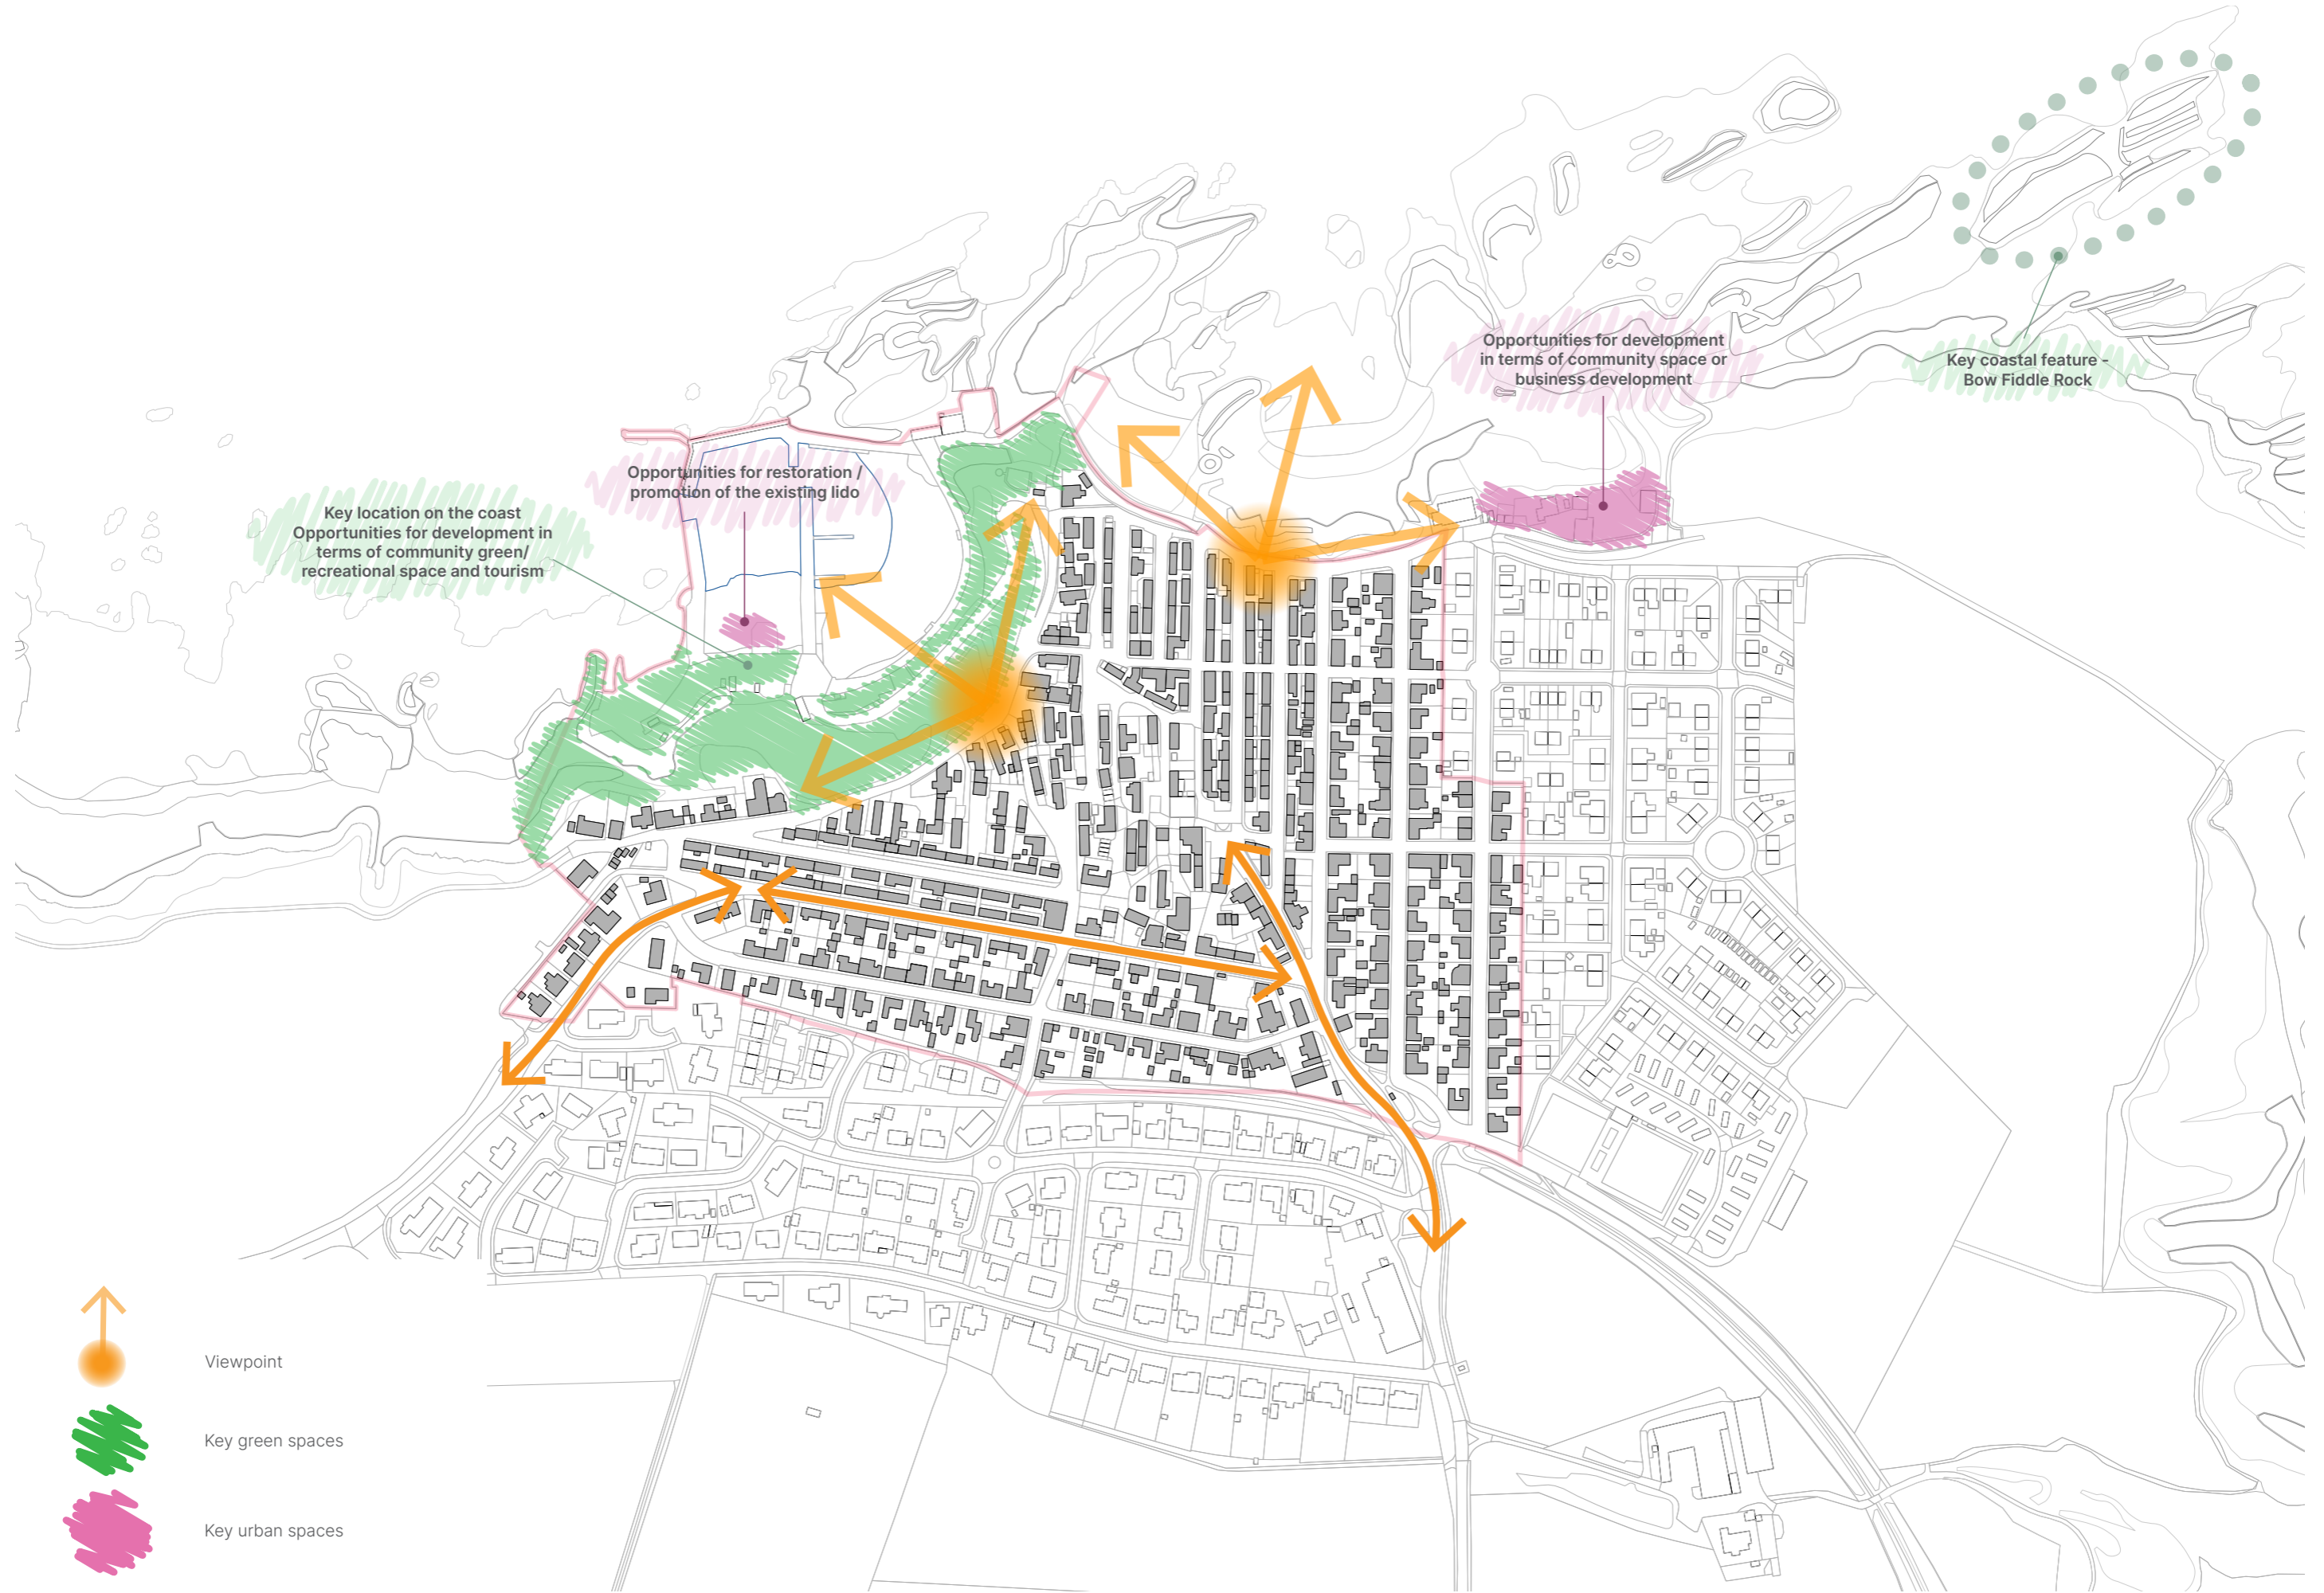 Opportunities for development
in terms of community space or
business development
Key coastal feature -
Bow Fiddle Rock
Opportunities for restoration /
promotion of the existing lido
Key location on the coast
Opportunities for development in
terms of community green/
recreational space and tourism
Viewpoint
Key green spaces
Key urban spaces